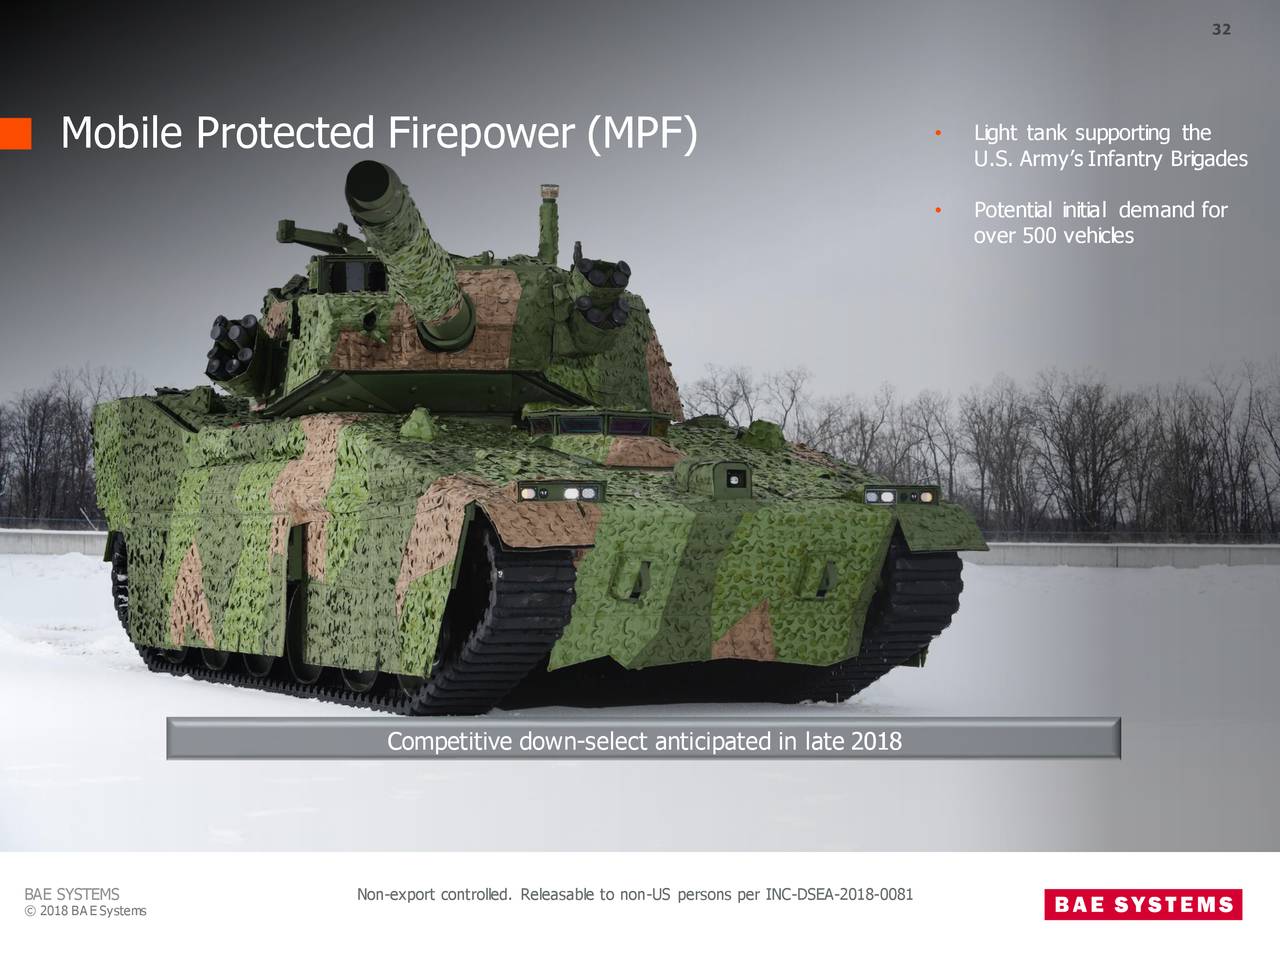 32
Mobile Protected Firepower (MPF)
• Light tank supporting the
U.S. Army's Infantry Brigades
• Potential initial demand for
over 500 vehicles
Competitive down-select anticipated in late 2018
BAE SYSTEMS
© 2018 BAE Systems
Non-export controlled. Releasable to non-US persons per INC-DSEA-2018-0081
BAE SYSTEMS